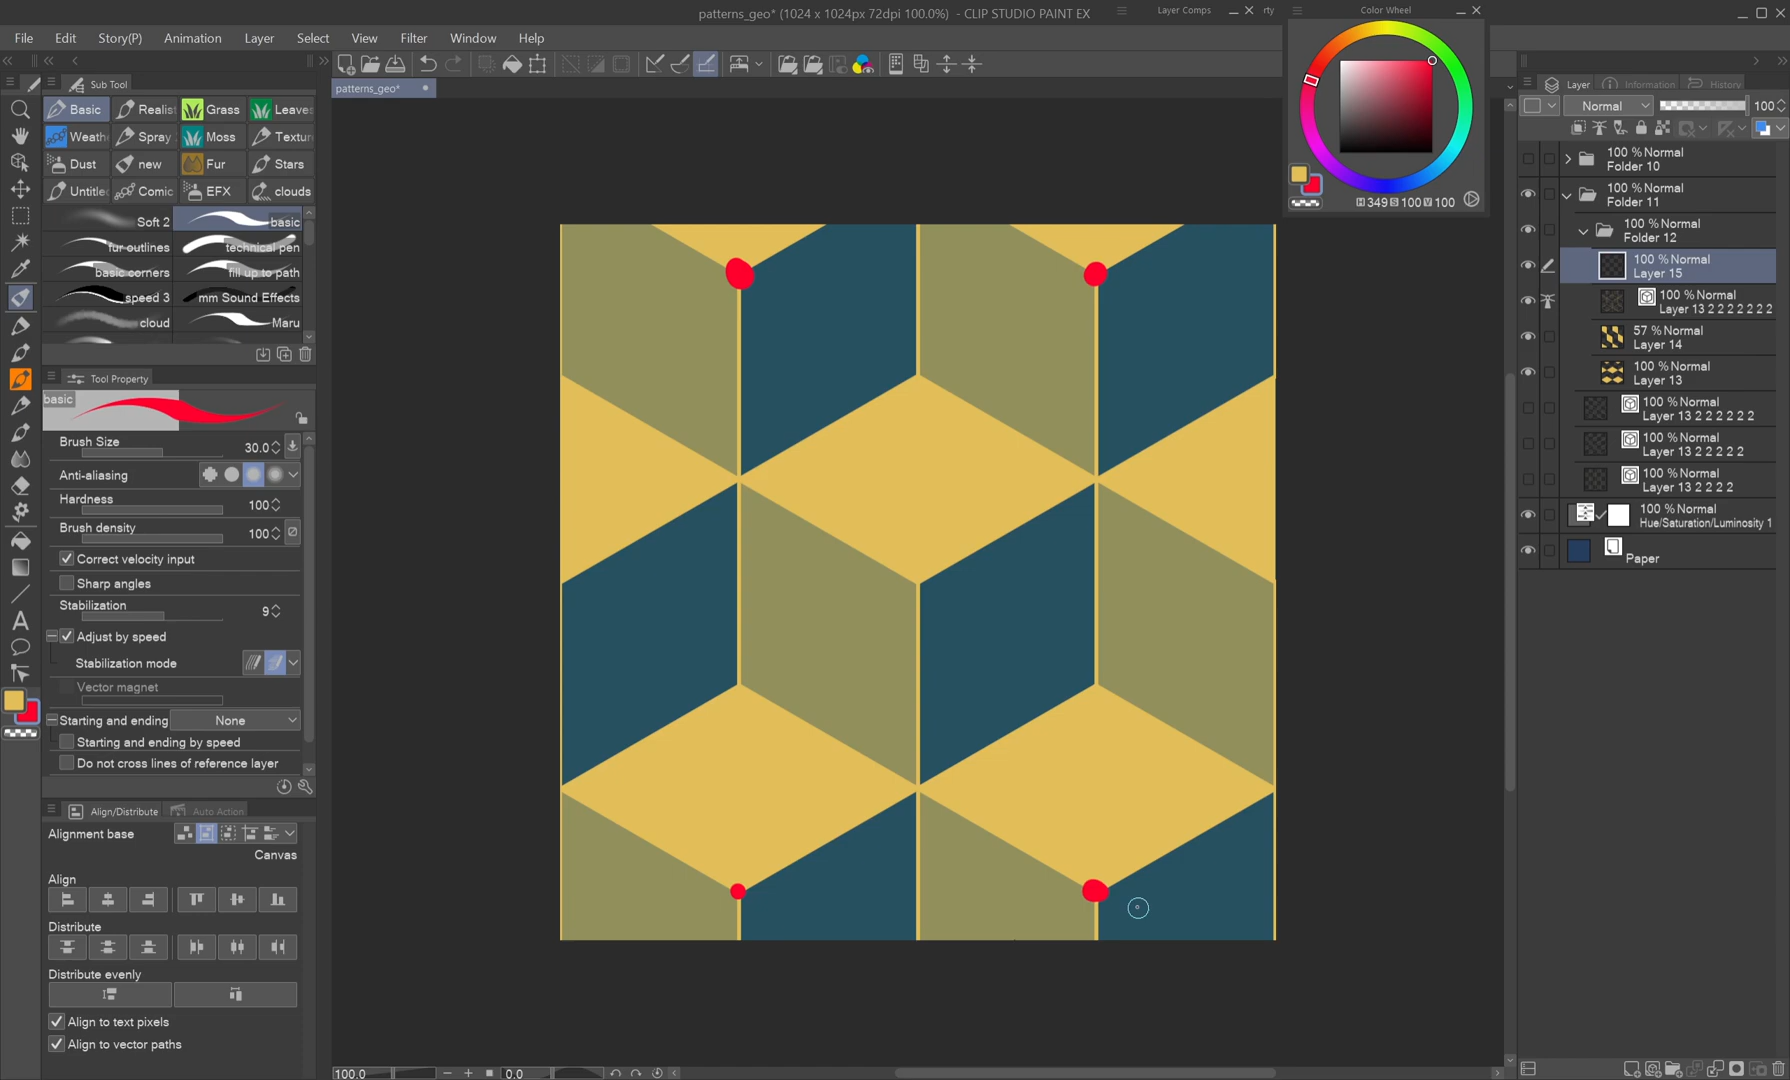 patterns_geo* (1024 x 1024px 72dpi 100.0%) - CLIP STUDIO PAINT EX
Layer Comps
rty
Color Wheel
File Edit Story(P) Animation Layer Select View Filter Window Help
Sub Tool
patterns_geo*
Basic Realist Grass Leaves
Weath Spray Moss Textur
Dust new Fur Stars
Untitle Comic EFX clouds
Soft 2 basic
fur outlines technical pen
basic corners fill up to path
speed 3 mm Sound Effects
cloud Maru
Tool Property
basic
Brush Size 30.0
Anti-aliasing
Hardness 100
Brush density 100
Correct velocity input
Sharp angles
Stabilization 9
Adjust by speed
Stabilization mode
Vector magnet
Starting and ending None
Starting and ending by speed
Do not cross lines of reference layer
Align/Distribute Auto Action
Alignment base
Canvas
Align
Distribute
Distribute evenly
Align to text pixels
Align to vector paths
100.0 0.0
H 349 S 100 V 100
Layer Information History
Normal 100
100 % Normal
Folder 10
100 % Normal
Folder 11
100 % Normal
Folder 12
100 % Normal
Layer 15
100 % Normal
Layer 13 2 2 2 2 2 2 2
57 % Normal
Layer 14
100 % Normal
Layer 13
100 % Normal
Layer 13 2 2 2 2 2 2
100 % Normal
Layer 13 2 2 2 2 2
100 % Normal
Layer 13 2 2 2 2
100 % Normal
Hue/Saturation/Luminosity 1
Paper